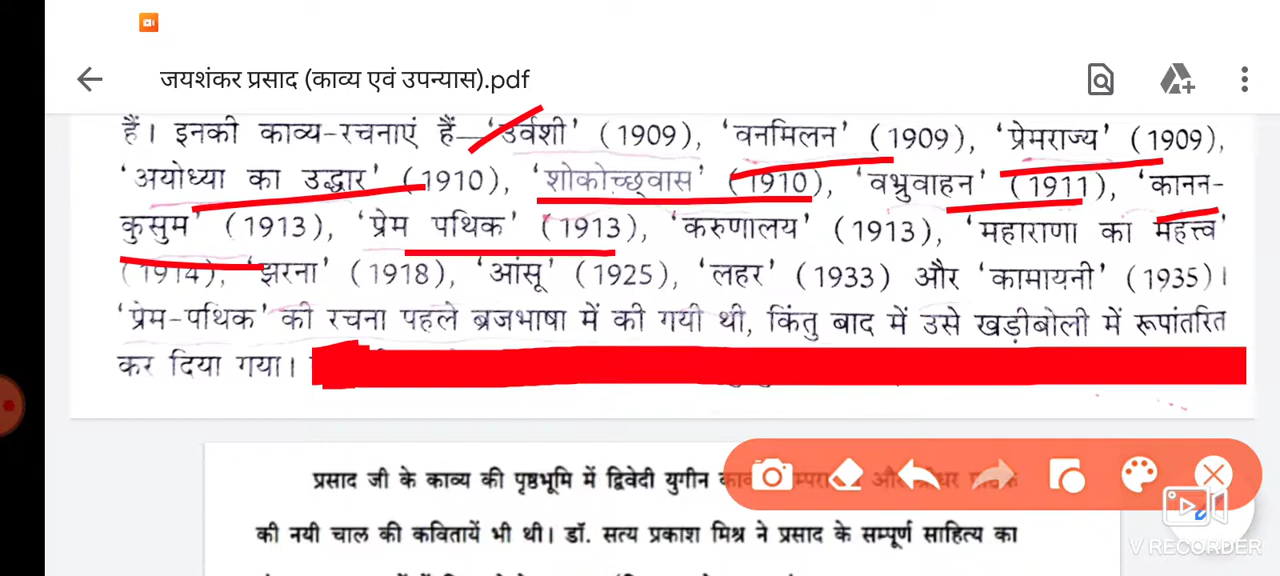 जयशंकर प्रसाद (काव्य एवं उपन्यास).pdf
हैं। इनकी काव्य-रचनाएं हैं—‘उर्वशी’ (1909), ‘वनमिलन’ (1909), ‘प्रेमराज्य’ (1909),
‘अयोध्या का उद्धार’ (1910), ‘शोकोच्छ्वास’ (1910), ‘वभ्रुवाहन’ (1911), ‘कानन-
कुसुम’ (1913), ‘प्रेम पथिक’ (1913), ‘करुणालय’ (1913), ‘महाराणा का महत्त्व’
(1914), ‘झरना’ (1918), ‘आंसू’ (1925), ‘लहर’ (1933) और ‘कामायनी’ (1935)।
‘प्रेम-पथिक’ की रचना पहले ब्रजभाषा में की गयी थी, किंतु बाद में उसे खड़ीबोली में रूपांतरित
कर दिया गया।
प्रसाद जी के काव्य की पृष्ठभूमि में द्विवेदी युगीन
की नयी चाल की कवितायें भी थी। डॉ. सत्य प्रकाश मिश्र ने प्रसाद के सम्पूर्ण साहित्य का
V RECORDER